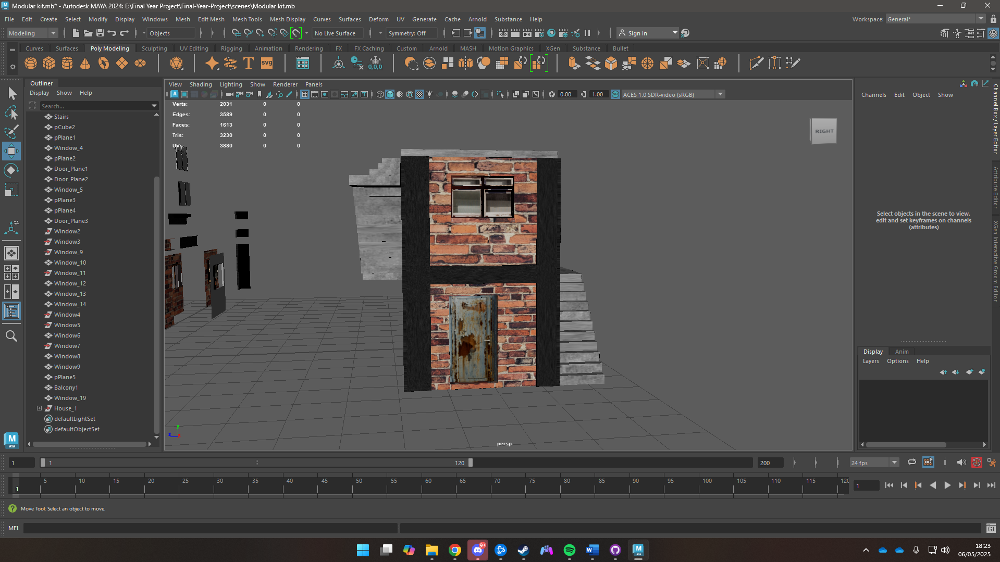 Modular kit.mb* - Autodesk MAYA 2024: E:\Final Year Project\Final-Year-Project\scenes\Modular kit.mb
File Edit Create Select Modify Display Windows Mesh Edit Mesh Mesh Tools Mesh Display Curves Surfaces Deform UV Generate Cache Arnold Substance Help
Workspace: General*
Modeling Objects No Live Surface Symmetry: Off IPR Sign In
Curves Surfaces Poly Modeling Sculpting UV Editing Rigging Animation Rendering FX FX Caching Custom Arnold MASH Motion Graphics XGen Substance Bullet
T SVG 0,0,0
Outliner
Display Show Help
Search...
Stairs
pCube2
pPlane1
Window_4
pPlane2
Door_Plane1
Door_Plane2
Window_5
pPlane3
pPlane4
Door_Plane3
Window2
Window3
Window_9
Window_10
Window_11
Window_12
Window_13
Window_14
Window4
Window5
Window6
Window7
Window8
Window9
pPlane5
Balcony1
Window_19
House_1
defaultLightSet
defaultObjectSet
View Shading Lighting Show Renderer Panels
0.00 1.00 ON ACES 1.0 SDR-video (sRGB)
Verts: 2031 0 0
Edges: 3589 0 0
Faces: 1613 0 0
Tris: 3230 0 0
UVs: 3880 0 0
RIGHT
y
z
persp
Channels Edit Object Show
Channel Box / Layer Editor
Attribute Editor
XGen Interactive Groom Editor
Select objects in the scene to view,
edit and set keyframes on channels
(attributes)
Display Anim
Layers Options Help
1 1 120 200 24 fps
5 10 15 20 25 30 35 40 45 50 55 60 65 70 75 80 85 90 95 100 105 110 115 120
1 1
Move Tool: Select an object to move.
MEL
M
AYA
9+
18:23
06/05/2025